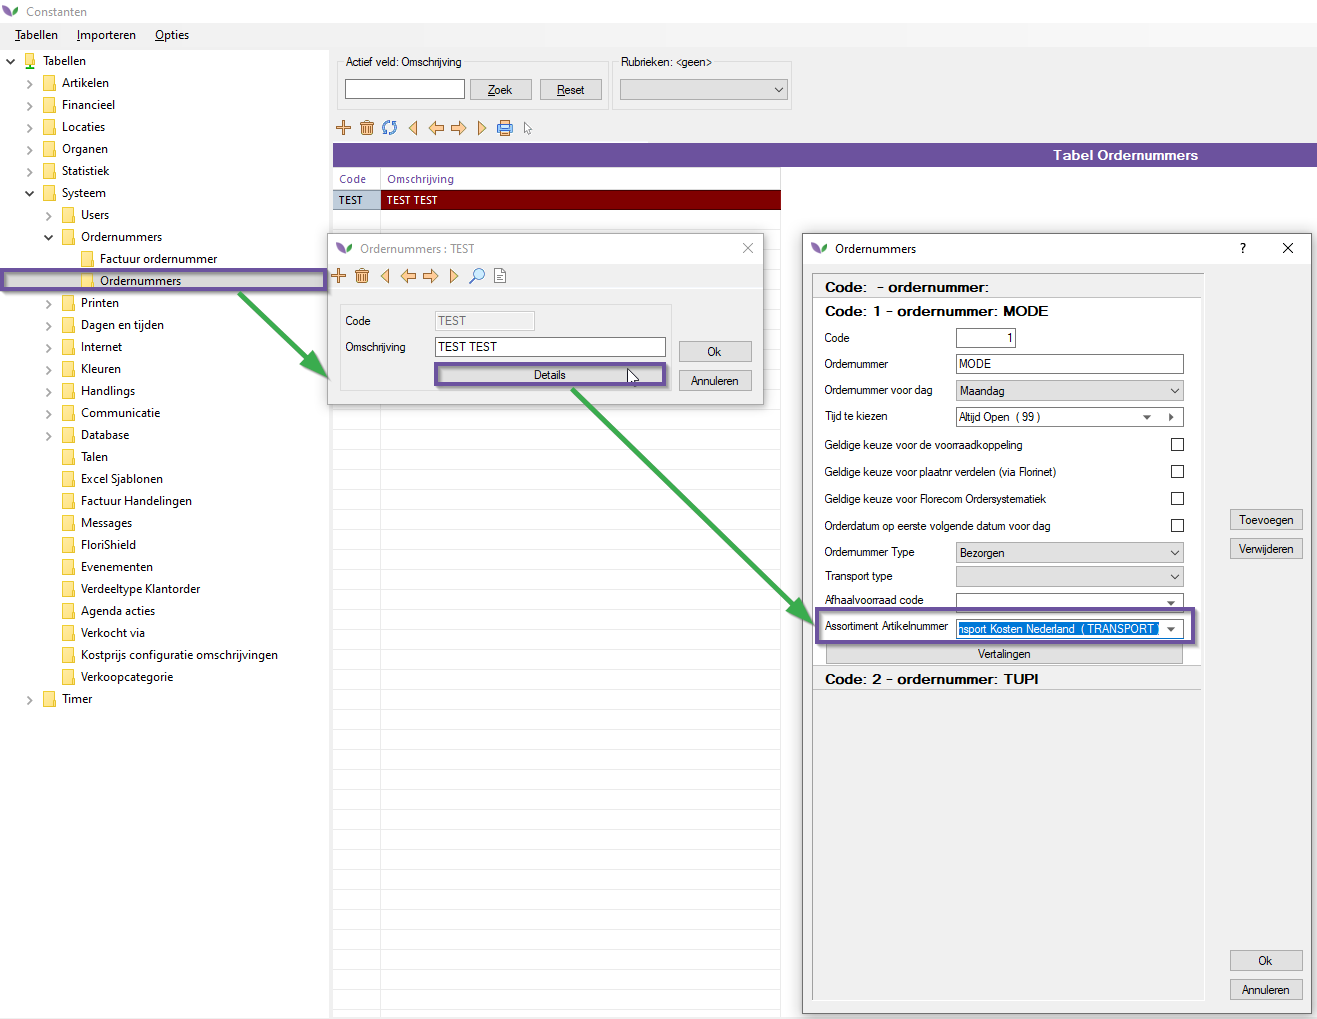 Constanten
Tabellen Importeren Opties
Tabellen
Artikelen
Financieel
Locaties
Organen
Statistiek
Systeem
Users
Ordernummers
Factuur ordernummer
Ordernummers
Printen
Dagen en tijden
Internet
Kleuren
Handlings
Communicatie
Database
Talen
Excel Sjablonen
Factuur Handelingen
Messages
FloriShield
Evenementen
Verdeeltype Klantorder
Agenda acties
Verkocht via
Kostprijs configuratie omschrijvingen
Verkoopcategorie
Timer
Actief veld: Omschrijving
Zoek Reset
Rubrieken: <geen>
Tabel Ordernummers
Code Omschrijving
TEST TEST TEST
Ordernummers : TEST
Code TEST
Omschrijving TEST TEST
Details
Ok
Annuleren
Ordernummers ?
Code: - ordernummer:
Code: 1 - ordernummer: MODE
Code 1
Ordernummer MODE
Ordernummer voor dag Maandag
Tijd te kiezen Altijd Open ( 99 )
Geldige keuze voor de voorraadkoppeling
Geldige keuze voor plaatnr verdelen (via Florinet)
Geldige keuze voor Florecom Ordersystematiek
Orderdatum op eerste volgende datum voor dag
Ordernummer Type Bezorgen
Transport type
Afhaalvoorraad code
Assortiment Artikelnummer nsport Kosten Nederland ( TRANSPORT )
Vertalingen
Code: 2 - ordernummer: TUPI
Toevoegen
Verwijderen
Ok
Annuleren